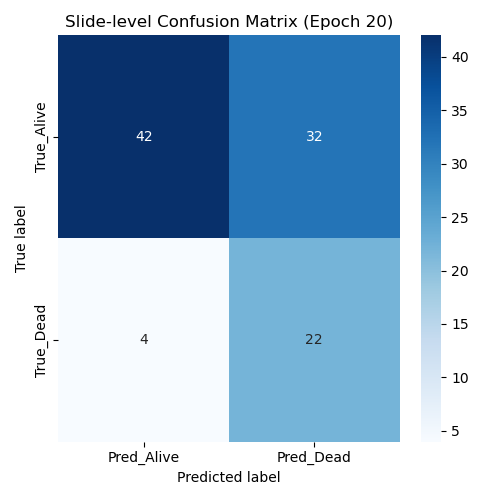 Slide-level Confusion Matrix (Epoch 20)
True_Alive
True_Dead
True label
42
32
4
22
Pred_Alive
Pred_Dead
Predicted label
40
35
30
25
20
15
10
5